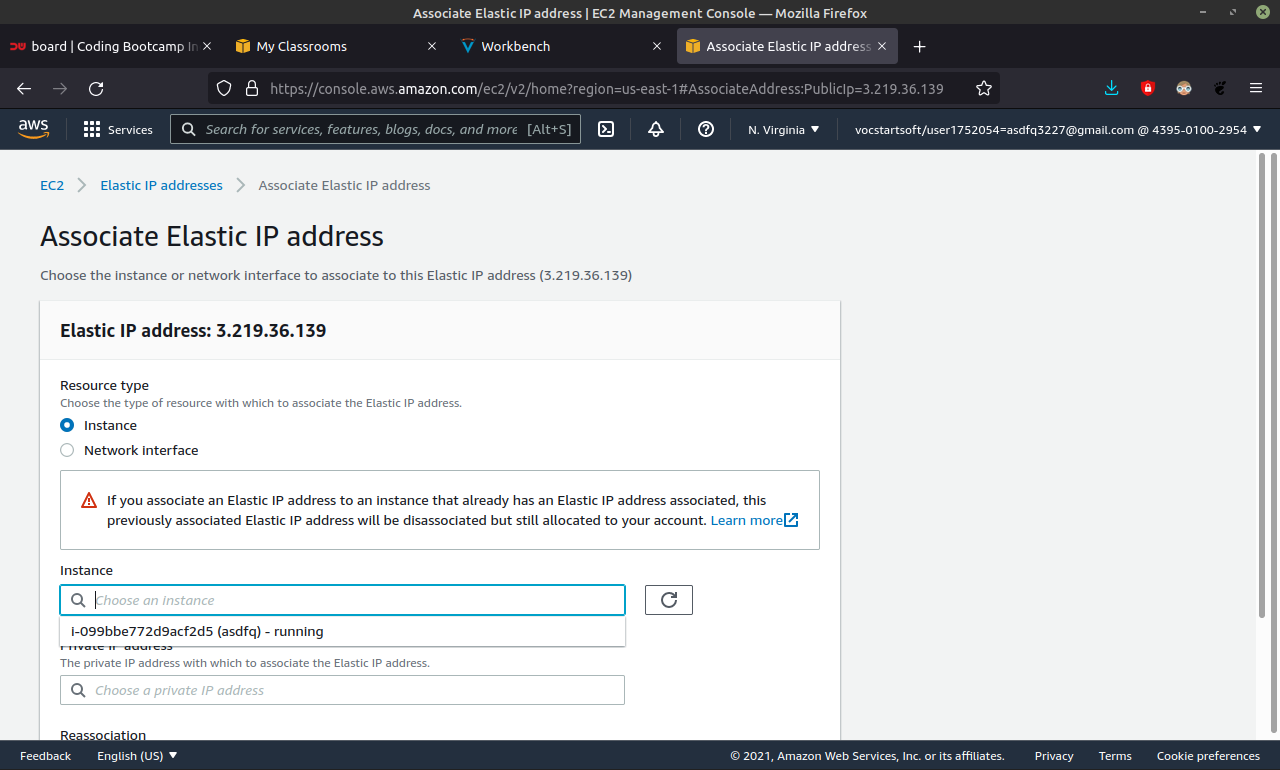 Associate Elastic IP address | EC2 Management Console — Mozilla Firefox
board | Coding Bootcamp In
My Classrooms
Workbench
Associate Elastic IP address
https://console.aws.amazon.com/ec2/v2/home?region=us-east-1#AssociateAddress:PublicIp=3.219.36.139
aws
Services
Search for services, features, blogs, docs, and more [Alt+S]
N. Virginia
vocstartsoft/user1752054=asdfq3227@gmail.com @ 4395-0100-2954
EC2
Elastic IP addresses
Associate Elastic IP address
Associate Elastic IP address
Choose the instance or network interface to associate to this Elastic IP address (3.219.36.139)
Elastic IP address: 3.219.36.139
Resource type
Choose the type of resource with which to associate the Elastic IP address.
Instance
Network interface
If you associate an Elastic IP address to an instance that already has an Elastic IP address associated, this
previously associated Elastic IP address will be disassociated but still allocated to your account. Learn more
Instance
Choose an instance
i-099bbe772d9acf2d5 (asdfq) - running
Private IP address
The private IP address with which to associate the Elastic IP address.
Choose a private IP address
Reassociation
Feedback
English (US)
© 2021, Amazon Web Services, Inc. or its affiliates.
Privacy
Terms
Cookie preferences